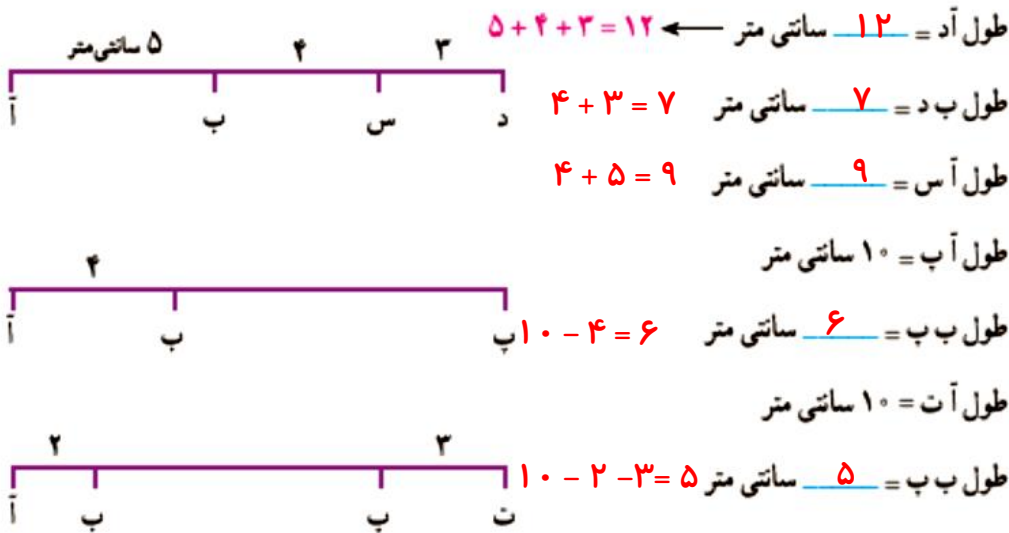 طول آد = ۱۲ سانتی متر ← ۵ + ۴ + ۳ = ۱۲
۳ ۴ ۵ سانتی‌متر
د س ب آ
طول ب د = ۷ سانتی متر ۴ + ۳ = ۷
طول آ س = ۹ سانتی متر ۴ + ۵ = ۹
طول آ پ = ۱۰ سانتی متر
۴
پ ب آ
طول ب پ = ۶ سانتی متر ۱۰ − ۴ = ۶
طول آ ت = ۱۰ سانتی متر
۳ ۲
ت پ ب آ
طول ب پ = ۵ سانتی متر ۱۰ − ۲ −۳= ۵